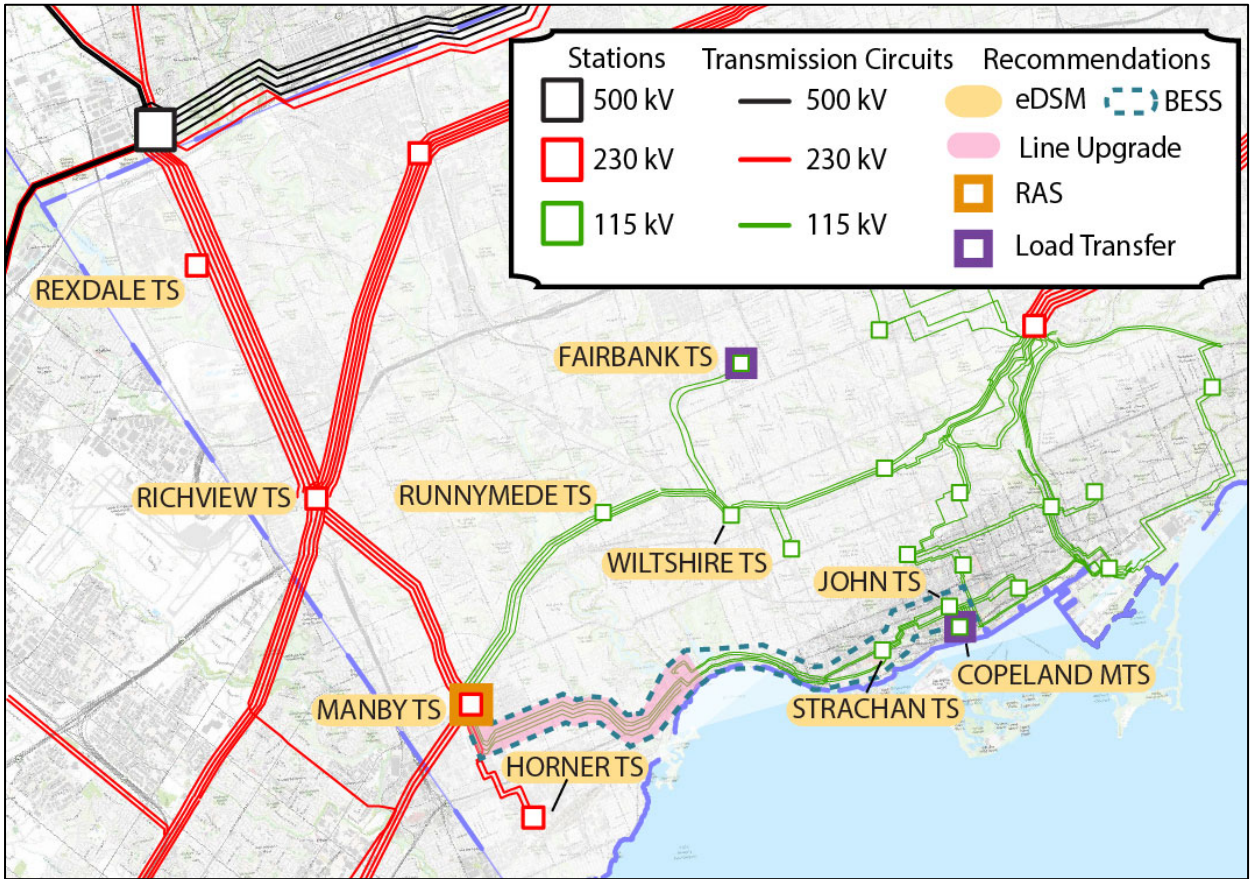 Stations Transmission Circuits Recommendations
500 kV 500 kV eDSM BESS
230 kV 230 kV Line Upgrade
RAS
115 kV 115 kV Load Transfer
REXDALE TS
FAIRBANK TS
RICHVIEW TS
RUNNYMEDE TS
WILTSHIRE TS
JOHN TS
COPELAND MTS
MANBY TS
STRACHAN TS
HORNER TS